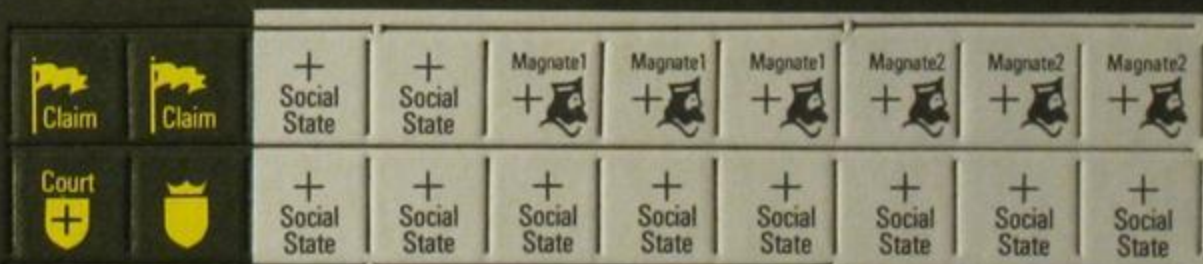 Claim
Claim
+
Social
State
+
Social
State
Magnate1
+
Magnate1
+
Magnate1
+
Magnate2
+
Magnate2
+
Magnate2
+
Court
+
+
Social
State
+
Social
State
+
Social
State
+
Social
State
+
Social
State
+
Social
State
+
Social
State
+
Social
State